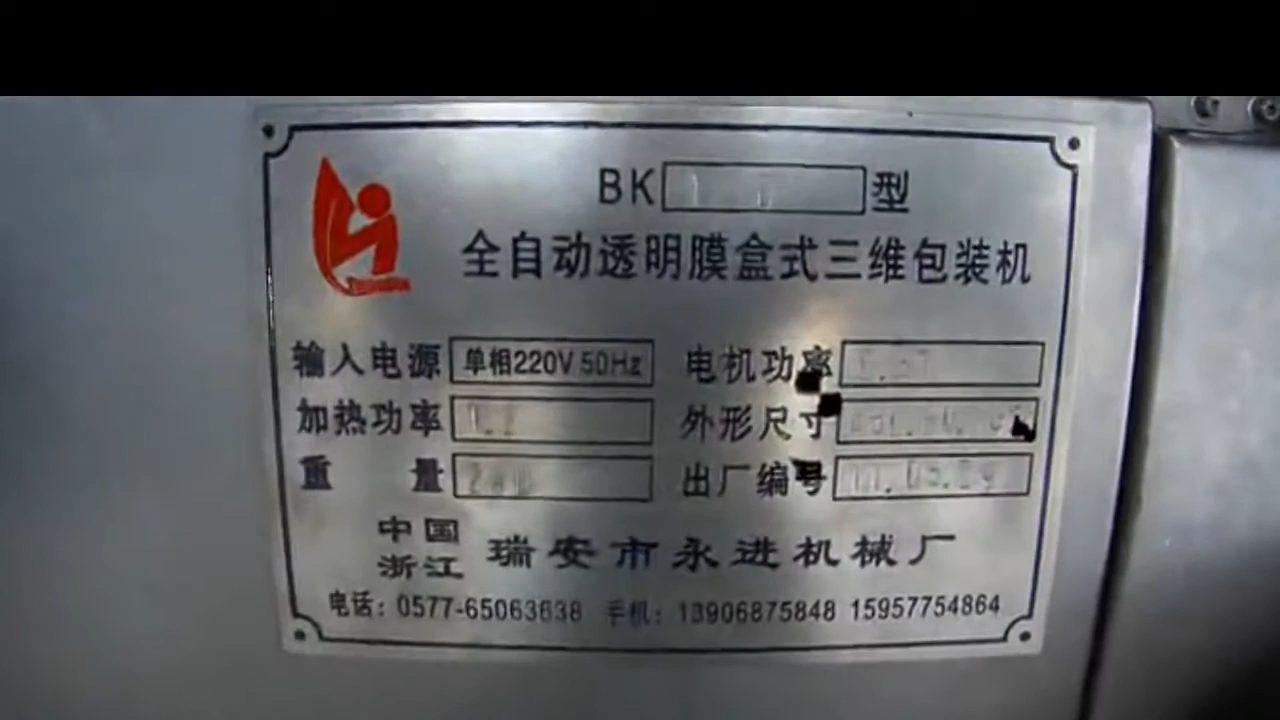 BK 型
全自动透明膜盒式三维包装机
输入电源 单相220V 50Hz 电机功率
加热功率 外形尺寸
重量 出厂编号
中国浙江 瑞安市永进机械厂
电话：0577-65063638 手机：13906875848 15957754864